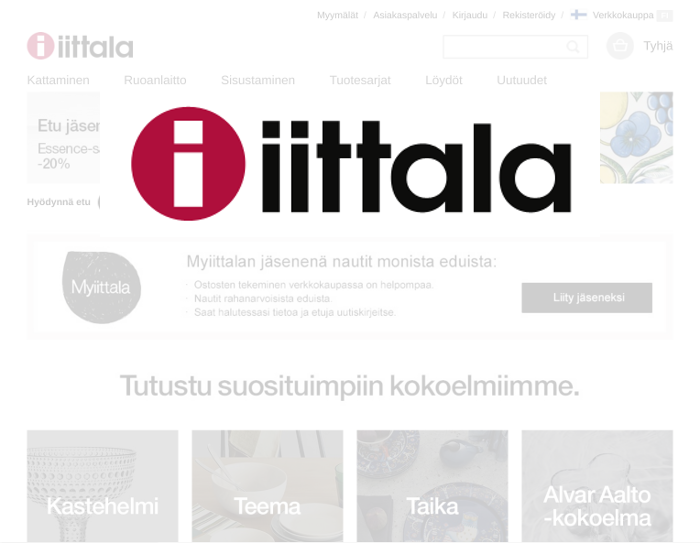 Myymälät / Asiakaspalvelu / Kirjaudu / Rekisteröidy / Verkkokauppa
iittala
Tyhjä
Kattaminen Ruoanlaitto Sisustaminen Tuotesarjat Löydöt Uutuudet
Etu jäsen
Essence-s
-20%
i iittala
Hyödynnä etu
Myiittala
Myiittalan jäsenenä nautit monista eduista:
Ostosten tekeminen verkkokaupassa on helpompaa.
Nautit rahanarvoisista eduista.
Saat halutessasi tietoa ja etuja uutiskirjeitse.
Liity jäseneksi
Tutustu suosituimpiin kokoelmiimme.
Kastehelmi
Teema
Taika
Alvar Aalto
-kokoelma